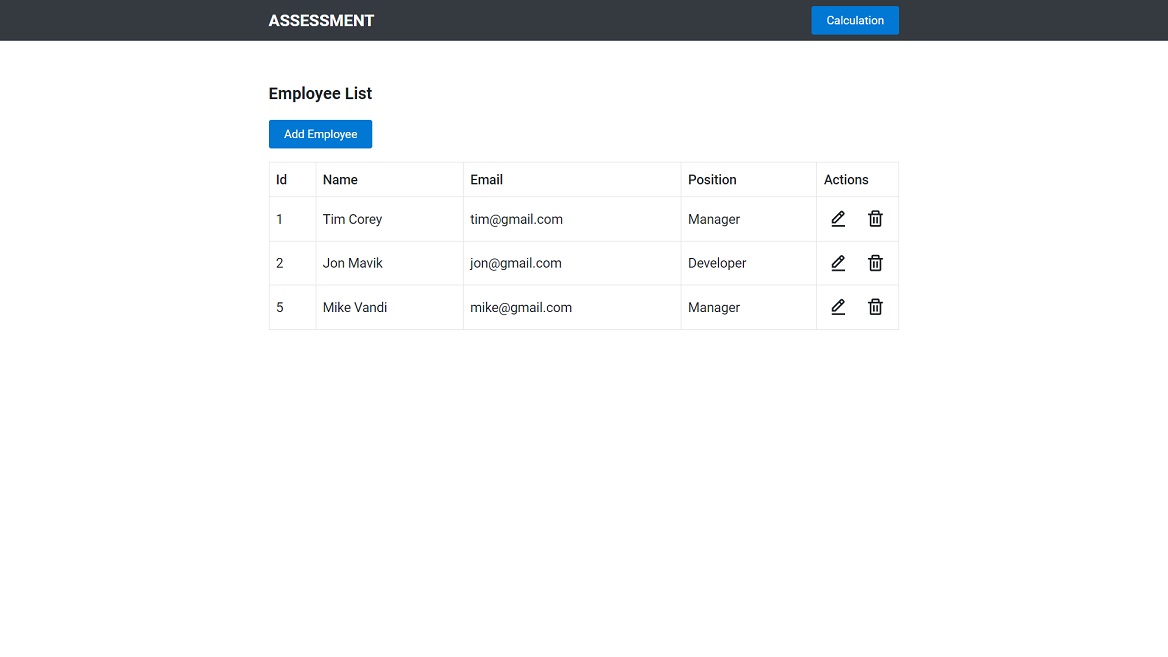 ASSESSMENT Calculation
Employee List
Add Employee
Id Name Email Position Actions
1 Tim Corey tim@gmail.com Manager
2 Jon Mavik jon@gmail.com Developer
5 Mike Vandi mike@gmail.com Manager